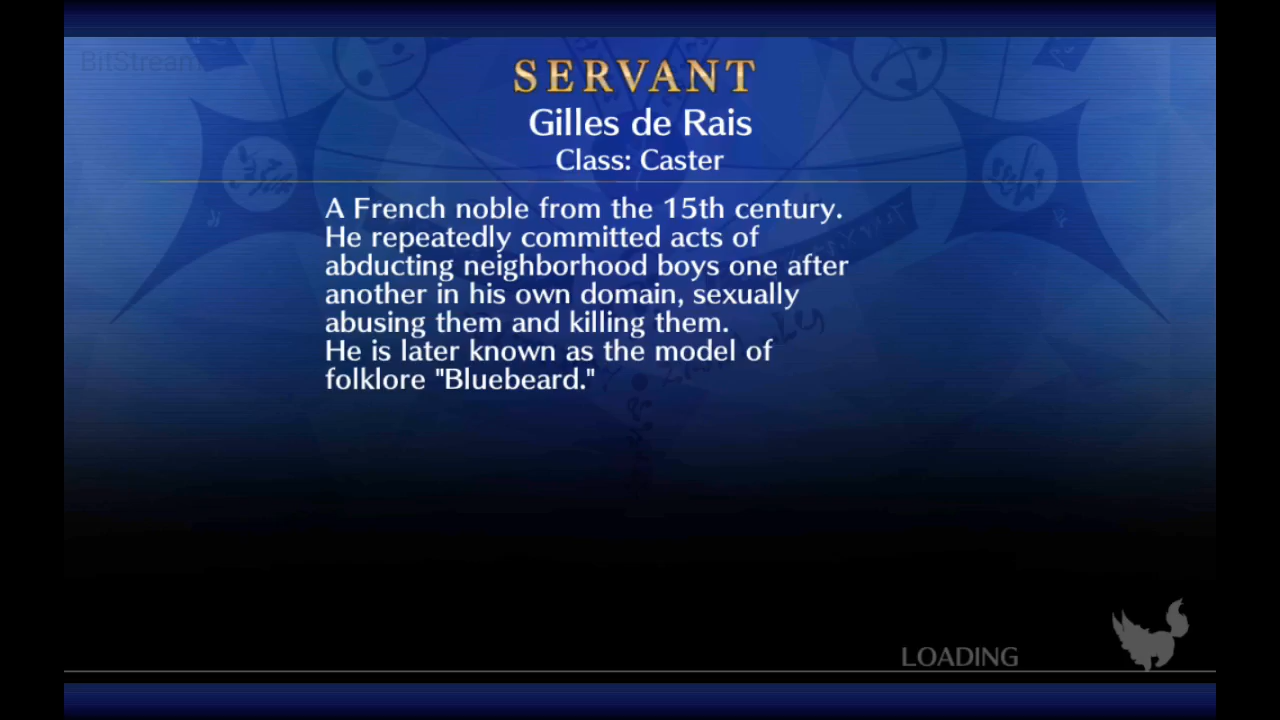 BitStream
SERVANT
Gilles de Rais
Class: Caster
A French noble from the 15th century.
He repeatedly committed acts of
abducting neighborhood boys one after
another in his own domain, sexually
abusing them and killing them.
He is later known as the model of
folklore "Bluebeard."
LOADING